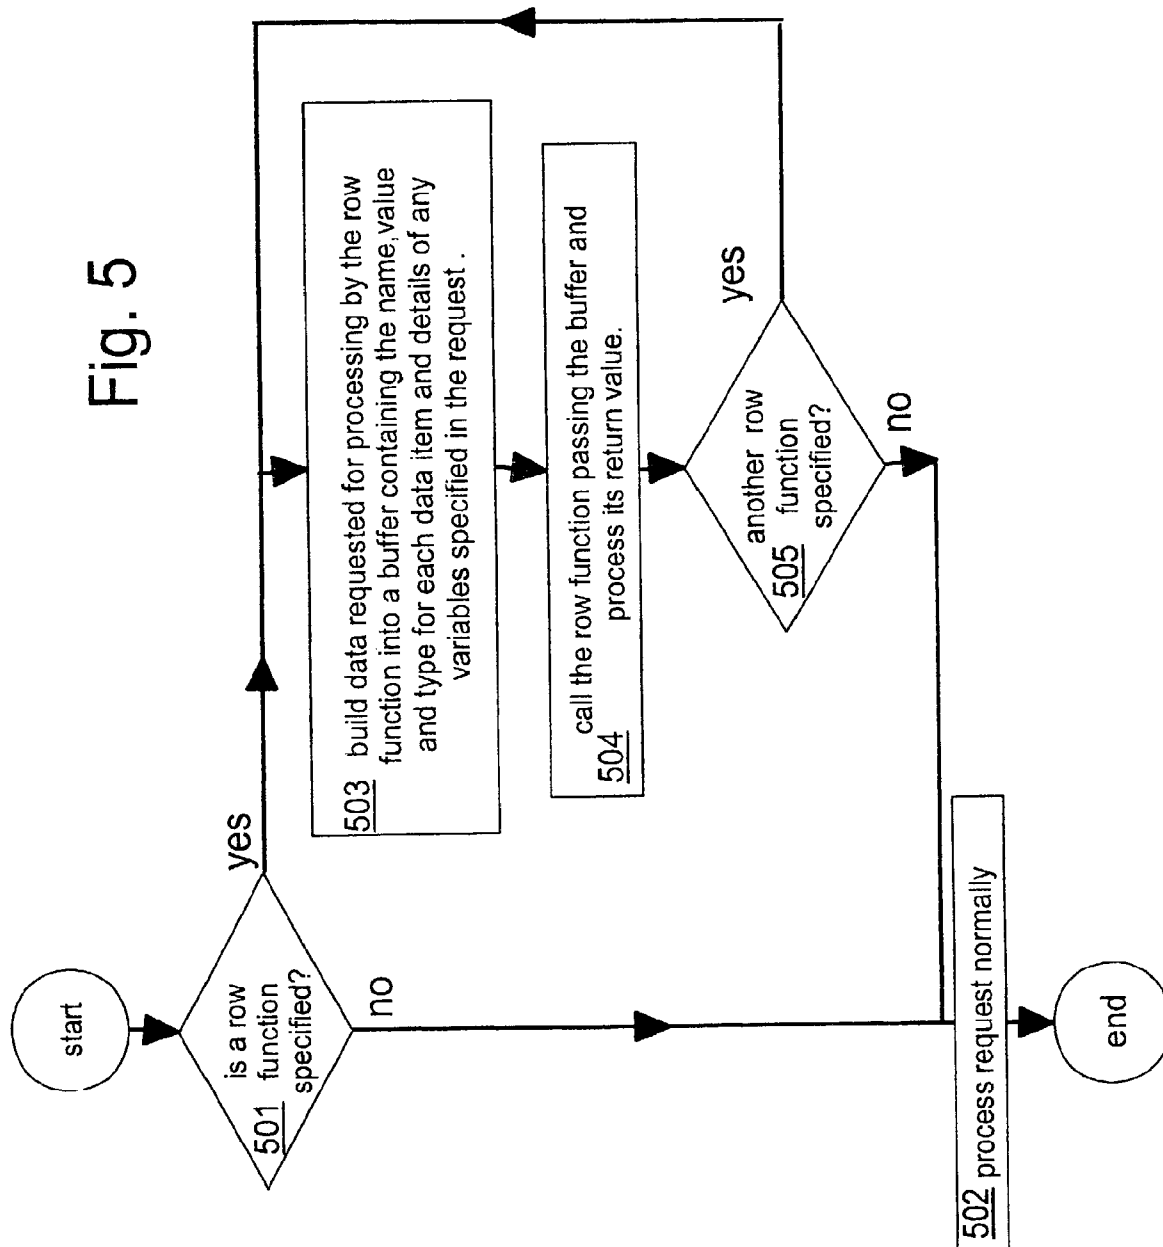 Fig. 5
start
is a row
501 function
specified?
yes
no
503 build data requested for processing by the row
function into a buffer containing the name,value
and type for each data item and details of any
variables specified in the request.
call the row function passing the buffer and
504 process its return value.
another row
505 function
specified?
yes
no
502 process request normally
end